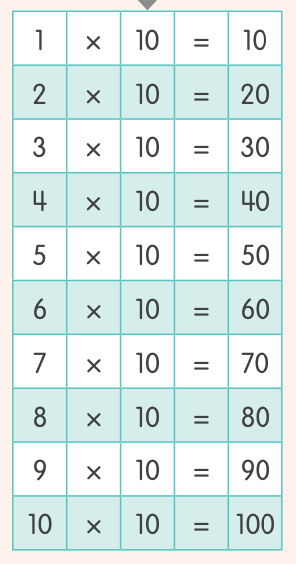 1 × 10 = 10
2 × 10 = 20
3 × 10 = 30
4 × 10 = 40
5 × 10 = 50
6 × 10 = 60
7 × 10 = 70
8 × 10 = 80
9 × 10 = 90
10 × 10 = 100